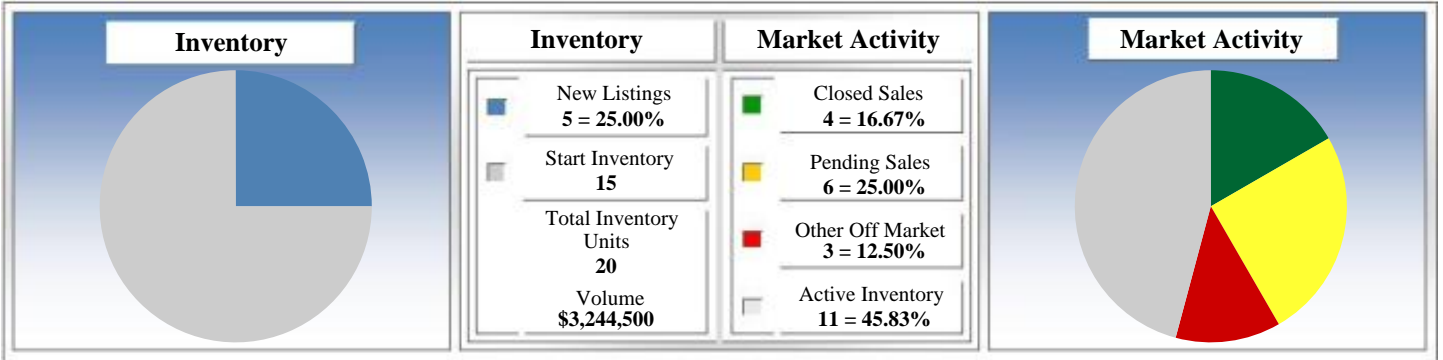 Inventory
Inventory
Market Activity
New Listings
5 = 25.00%
Start Inventory
15
Total Inventory
Units
20
Volume
$3,244,500
Closed Sales
4 = 16.67%
Pending Sales
6 = 25.00%
Other Off Market
3 = 12.50%
Active Inventory
11 = 45.83%
Market Activity